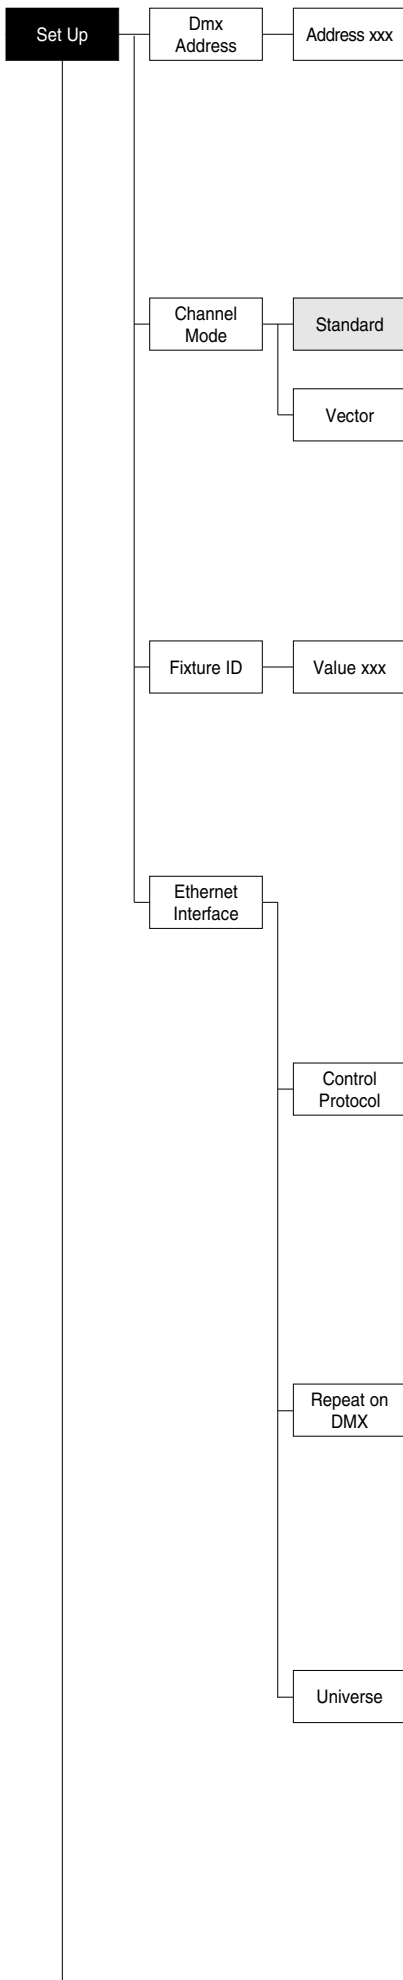 Set Up
Dmx
Address
Address xxx
Channel
Mode
Standard
Vector
Fixture ID
Value xxx
Ethernet
Interface
Control
Protocol
Repeat on
DMX
Universe